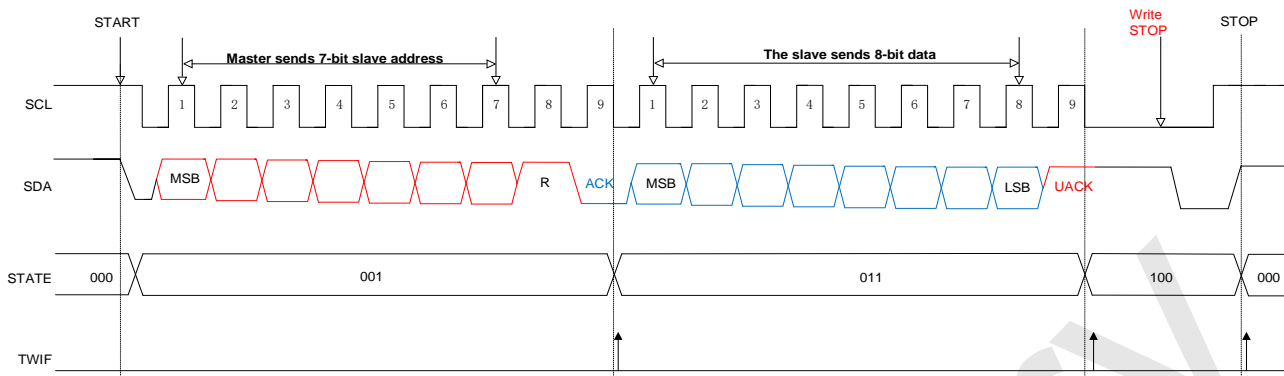 START
Write
STOP
STOP
Master sends 7-bit slave address
The slave sends 8-bit data
SCL
1 2 3 4 5 6 7 8 9 1 2 3 4 5 6 7 8 9
SDA
MSB R ACK MSB LSB UACK
STATE 000 001 011 100 000
TWIF